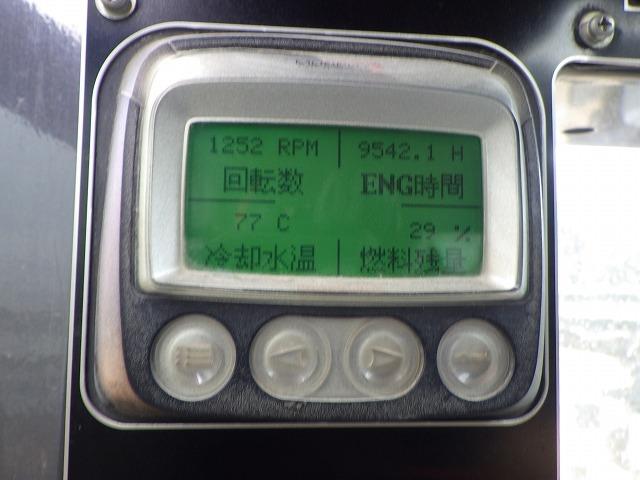 1252 RPM
9542.1 H
回転数
ENG時間
77 C
29 %
冷却水温
燃料残量